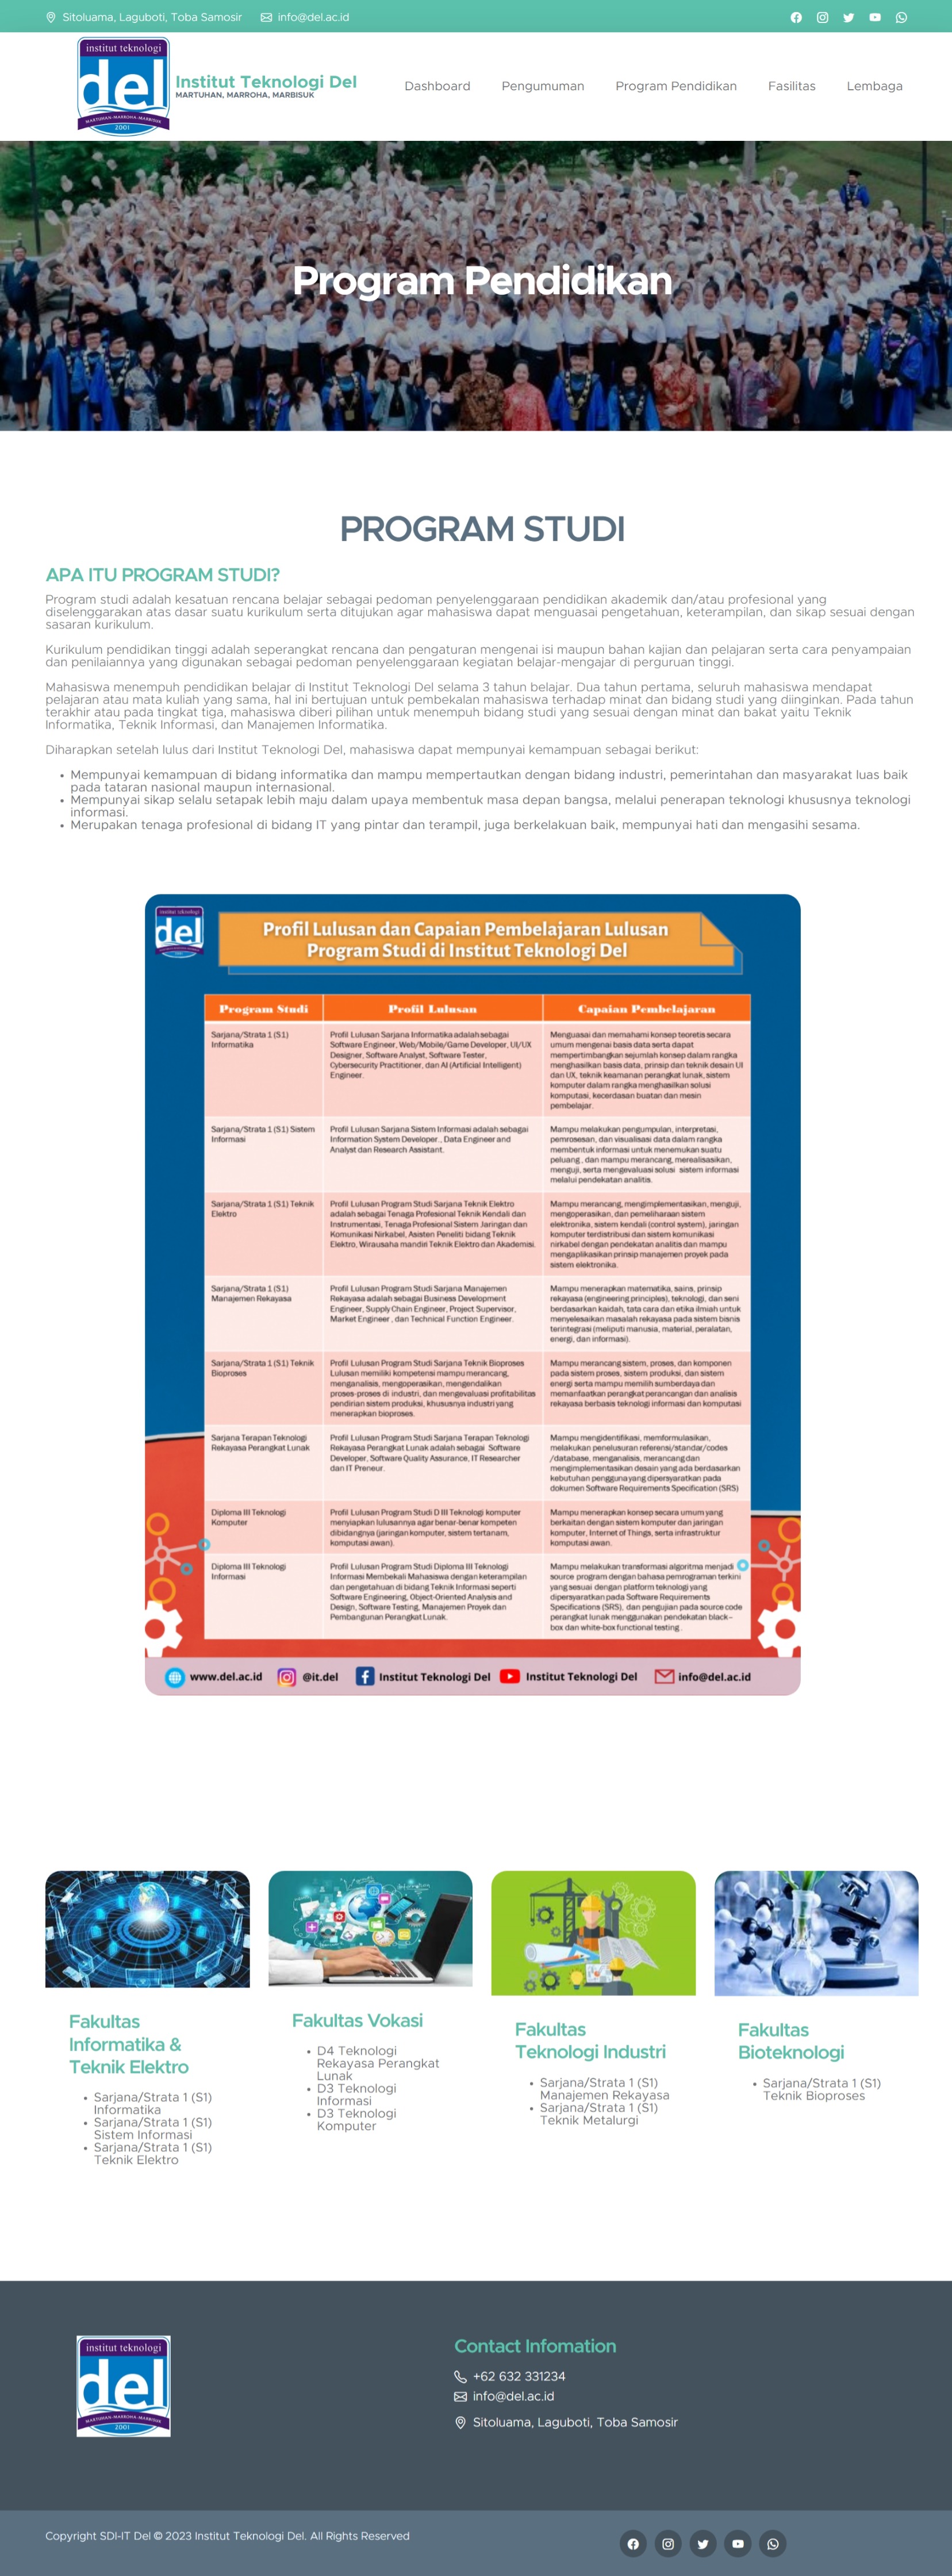 Sitoluama, Laguboti, Toba Samosir
info@del.ac.id
institut teknologi
del
MARTUHAN-MARROHA-MARBISUK
2001
Institut Teknologi Del
MARTUHAN, MARROHA, MARBISUK
Dashboard
Pengumuman
Program Pendidikan
Fasilitas
Lembaga
Program Pendidikan
PROGRAM STUDI
APA ITU PROGRAM STUDI?
Program studi adalah kesatuan rencana belajar sebagai pedoman penyelenggaraan pendidikan akademik dan/atau profesional yang
diselenggarakan atas dasar suatu kurikulum serta ditujukan agar mahasiswa dapat menguasai pengetahuan, keterampilan, dan sikap sesuai dengan
sasaran kurikulum.
Kurikulum pendidikan tinggi adalah seperangkat rencana dan pengaturan mengenai isi maupun bahan kajian dan pelajaran serta cara penyampaian
dan penilaiannya yang digunakan sebagai pedoman penyelenggaraan kegiatan belajar-mengajar di perguruan tinggi.
Mahasiswa menempuh pendidikan belajar di Institut Teknologi Del selama 3 tahun belajar. Dua tahun pertama, seluruh mahasiswa mendapat
pelajaran atau mata kuliah yang sama, hal ini bertujuan untuk pembekalan mahasiswa terhadap minat dan bidang studi yang diinginkan. Pada tahun
terakhir atau pada tingkat tiga, mahasiswa diberi pilihan untuk menempuh bidang studi yang sesuai dengan minat dan bakat yaitu Teknik
Informatika, Teknik Informasi, dan Manajemen Informatika.
Diharapkan setelah lulus dari Institut Teknologi Del, mahasiswa dapat mempunyai kemampuan sebagai berikut:
• Mempunyai kemampuan di bidang informatika dan mampu mempertautkan dengan bidang industri, pemerintahan dan masyarakat luas baik
pada tataran nasional maupun internasional.
• Mempunyai sikap selalu setapak lebih maju dalam upaya membentuk masa depan bangsa, melalui penerapan teknologi khususnya teknologi
informasi.
• Merupakan tenaga profesional di bidang IT yang pintar dan terampil, juga berkelakuan baik, mempunyai hati dan mengasihi sesama.
institut teknologi
del
Profil Lulusan dan Capaian Pembelajaran Lulusan
Program Studi di Institut Teknologi Del
Program Studi
Profil Lulusan
Capaian Pembelajaran
Sarjana/Strata 1 (S1)
Informatika
Profil Lulusan Sarjana Informatika adalah sebagai
Software Engineer, Web/Mobile/Game Developer, UI/UX
Designer, Software Analyst, Software Tester,
Cybersecurity Practitioner, dan AI (Artificial Intelligent)
Engineer.
Menguasai dan memahami konsep teoretis secara
umum mengenai basis data serta dapat
mempertimbangkan sejumlah konsep dalam rangka
menghasilkan basis data, prinsip dan teknik desain UI
dan UX, teknik keamanan perangkat lunak, sistem
komputer dalam rangka menghasilkan solusi
komputasi, kecerdasan buatan dan mesin
pembelajar.
Sarjana/Strata 1 (S1) Sistem
Informasi
Profil Lulusan Sarjana Sistem Informasi adalah sebagai
Information System Developer., Data Engineer and
Analyst dan Research Assistant.
Mampu melakukan pengumpulan, interpretasi,
pemrosesan, dan visualisasi data dalam rangka
membentuk informasi untuk menemukan suatu
peluang , dan mampu merancang, merealisasikan,
menguji, serta mengevaluasi solusi sistem informasi
melalui pendekatan analitis.
Sarjana/Strata 1 (S1) Teknik
Elektro
Profil Lulusan Program Studi Sarjana Teknik Elektro
adalah sebagai Tenaga Profesional Teknik Kendali dan
Instrumentasi, Tenaga Profesional Sistem Jaringan dan
Komunikasi Nirkabel, Asisten Peneliti bidang Teknik
Elektro, Wirausaha mandiri Teknik Elektro dan Akademisi.
Mampu merancang, mengimplementasikan, menguji,
mengoperasikan, dan pemeliharaan sistem
elektronika, sistem kendali (control system), jaringan
komputer terdistribusi dan sistem komunikasi
nirkabel dengan pendekatan analitis dan mampu
mengaplikasikan prinsip manajemen proyek pada
sistem elektronika.
Sarjana/Strata 1 (S1)
Manajemen Rekayasa
Profil Lulusan Program Studi Sarjana Manajemen
Rekayasa adalah sebagai Business Development
Engineer, Supply Chain Engineer, Project Supervisor,
Market Engineer , dan Technical Function Engineer.
Mampu menerapkan matematika, sains, prinsip
rekayasa (engineering principles), teknologi, dan seni
berdasarkan kaidah, tata cara dan etika ilmiah untuk
menyelesaikan masalah rekayasa pada sistem bisnis
terintegrasi (meliputi manusia, material, peralatan,
energi, dan informasi).
Sarjana/Strata 1 (S1) Teknik
Bioproses
Profil Lulusan Program Studi Sarjana Teknik Bioproses
Lulusan memiliki kompetensi mampu merancang,
menganalisis, mengoperasikan, mengendalikan
proses-proses di industri, dan mengevaluasi profitabilitas
pendirian sistem produksi, khususnya industri yang
menerapkan bioproses.
Mampu merancang sistem, proses, dan komponen
pada sistem proses, sistem produksi, dan sistem
energi serta mampu memilih sumberdaya dan
memanfaatkan perangkat perancangan dan analisis
rekayasa berbasis teknologi informasi dan komputasi
Sarjana Terapan Teknologi
Rekayasa Perangkat Lunak
Profil Lulusan Program Studi Sarjana Terapan Teknologi
Rekayasa Perangkat Lunak adalah sebagai Software
Developer, Software Quality Assurance, IT Researcher
dan IT Preneur.
Mampu mengidentifikasi, memformulasikan,
melakukan penelusuran referensi/standar/codes
/database, menganalisis, merancang dan
mengimplementasikan desain yang ada berdasarkan
kebutuhan pengguna yang dipersyaratkan pada
dokumen Software Requirements Specification (SRS)
Diploma III Teknologi
Komputer
Profil Lulusan Program Studi D III Teknologi komputer
menyiapkan lulusannya agar benar-benar kompeten
dibidangnya (jaringan komputer, sistem tertanam,
komputasi awan).
Mampu menerapkan konsep secara umum yang
berkaitan dengan sistem komputer dan jaringan
komputer, Internet of Things, serta infrastruktur
komputasi awan.
Diploma III Teknologi
Informasi
Profil Lulusan Program Studi Diploma III Teknologi
Informasi Membekali Mahasiswa dengan keterampilan
dan pengetahuan di bidang Teknik Informasi seperti
Software Engineering, Object-Oriented Analysis and
Design, Software Testing, Manajemen Proyek dan
Pembangunan Perangkat Lunak.
Mampu melakukan transformasi algoritma menjadi
source program dengan bahasa pemrograman terkini
yang sesuai dengan platform teknologi yang
dipersyaratkan pada Software Requirements
Specifications (SRS), dan pengujian pada source code
perangkat lunak menggunakan pendekatan black-
box dan white-box functional testing .
www.del.ac.id
@it.del
Institut Teknologi Del
Institut Teknologi Del
info@del.ac.id
Fakultas
Informatika &
Teknik Elektro
• Sarjana/Strata 1 (S1)
Informatika
• Sarjana/Strata 1 (S1)
Sistem Informasi
• Sarjana/Strata 1 (S1)
Teknik Elektro
Fakultas Vokasi
• D4 Teknologi
Rekayasa Perangkat
Lunak
• D3 Teknologi
Informasi
• D3 Teknologi
Komputer
Fakultas
Teknologi Industri
• Sarjana/Strata 1 (S1)
Manajemen Rekayasa
• Sarjana/Strata 1 (S1)
Teknik Metalurgi
Fakultas
Bioteknologi
• Sarjana/Strata 1 (S1)
Teknik Bioproses
institut teknologi
del
MARTUHAN-MARROHA-MARBISUK
2001
Contact Infomation
+62 632 331234
info@del.ac.id
Sitoluama, Laguboti, Toba Samosir
Copyright SDI-IT Del © 2023 Institut Teknologi Del. All Rights Reserved